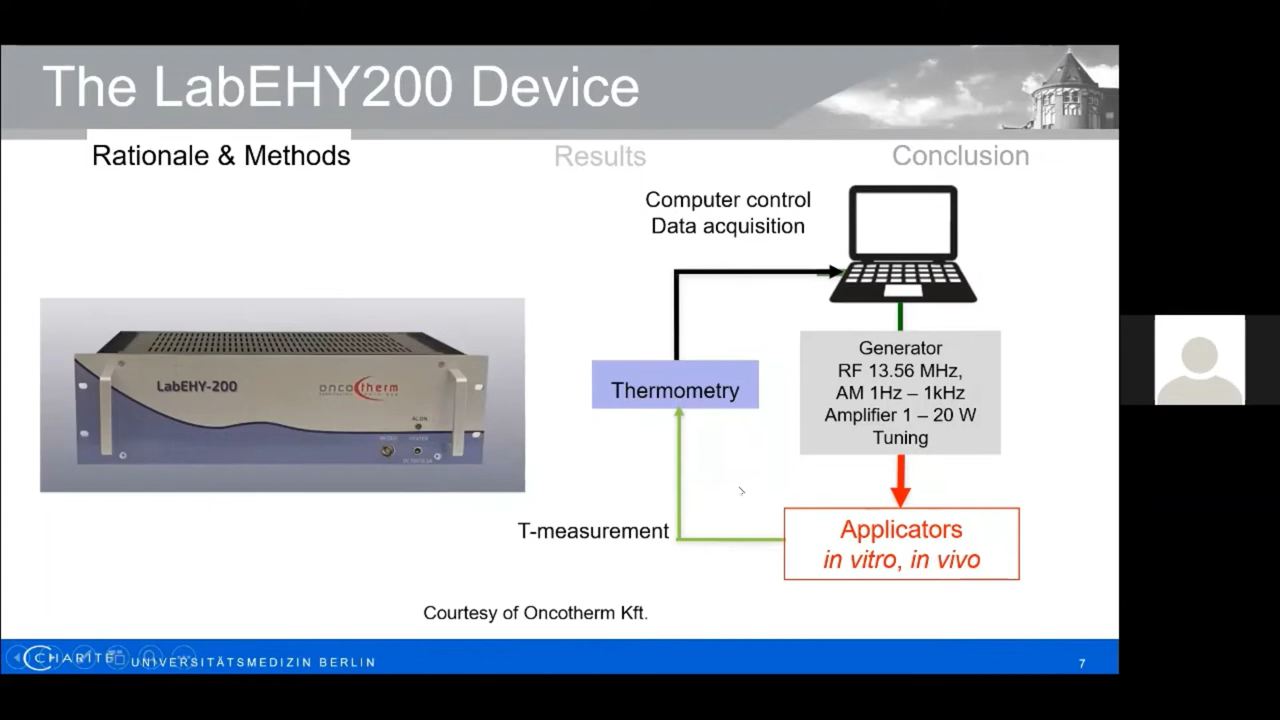 The LabEHY200 Device
Rationale & Methods
Results
Conclusion
Computer control
Data acquisition
LabEHY-200
oncotherm
Thermometry
Generator
RF 13.56 MHz,
AM 1Hz – 1kHz
Amplifier 1 – 20 W
Tuning
T-measurement
Applicators
in vitro, in vivo
Courtesy of Oncotherm Kft.
CHARITÉ UNIVERSITÄTSMEDIZIN BERLIN
7